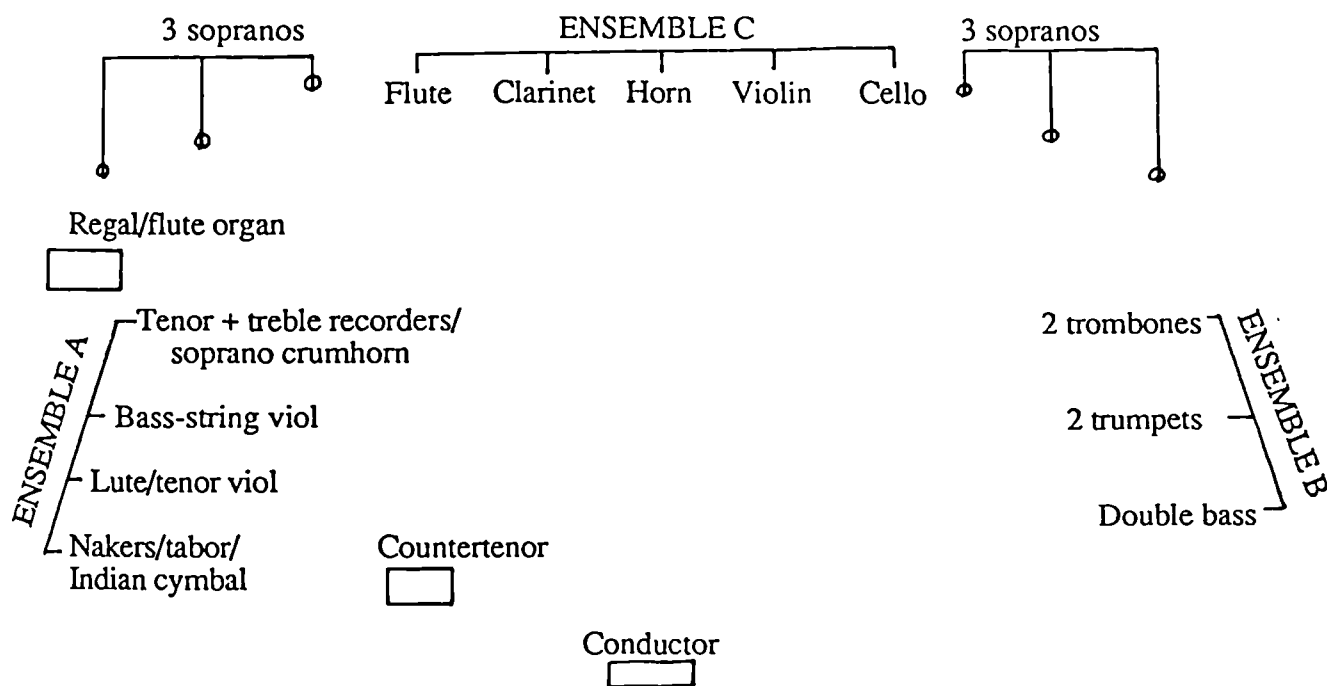 3 sopranos
ENSEMBLE C
3 sopranos
Flute
Clarinet
Horn
Violin
Cello
Regal/flute organ
ENSEMBLE A
Tenor + treble recorders/
soprano crumhorn
Bass-string viol
Lute/tenor viol
Nakers/tabor/
Indian cymbal
2 trombones
2 trumpets
Double bass
ENSEMBLE B
Countertenor
Conductor